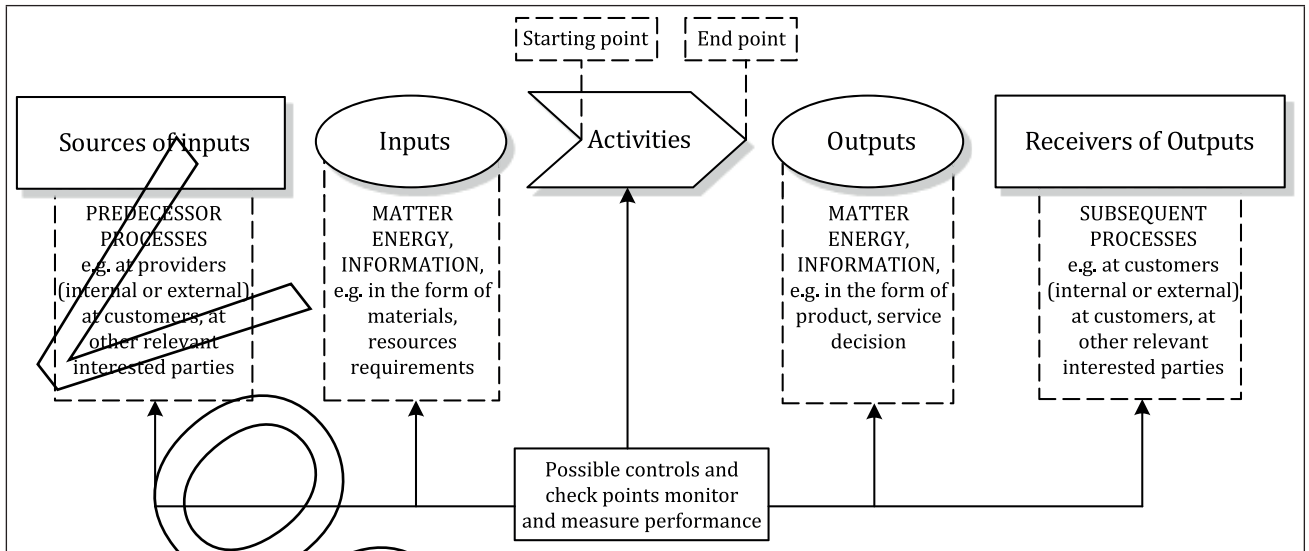 Starting point
End point
Sources of inputs
Inputs
Activities
Outputs
Receivers of Outputs
PREDECESSOR
PROCESSES
e.g. at providers
(internal or external)
at customers, at
other relevant
interested parties
MATTER
ENERGY,
INFORMATION,
e.g. in the form of
materials,
resources
requirements
MATTER
ENERGY,
INFORMATION,
e.g. in the form of
product, service
decision
SUBSEQUENT
PROCESSES
e.g. at customers
(internal or external)
at customers, at
other relevant
interested parties
Possible controls and
check points monitor
and measure performance